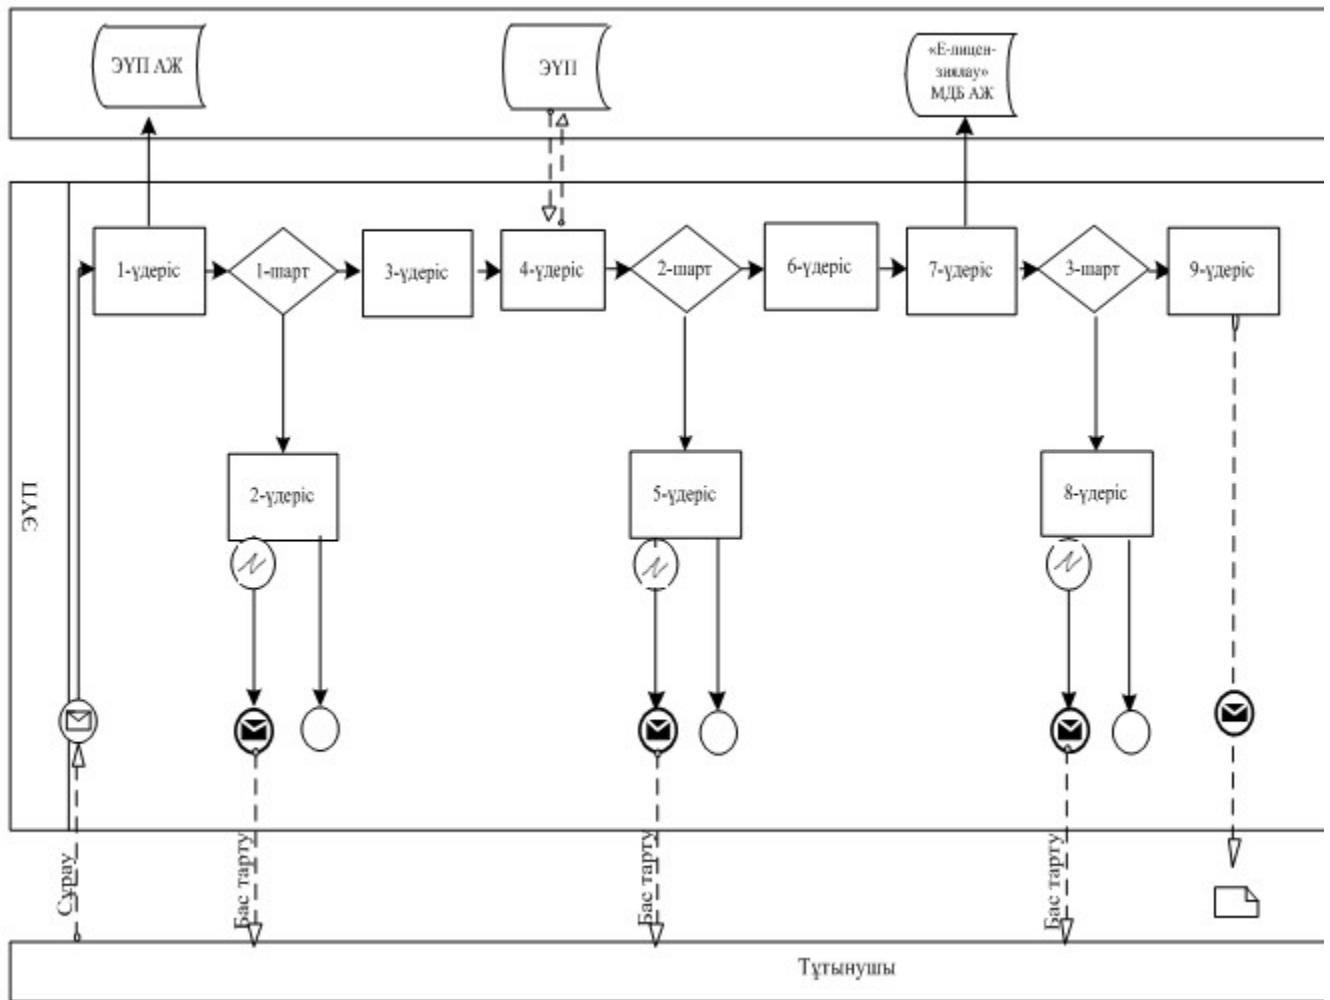 ЭҮП АЖ
ЭҮП
«Е-лицен-
зиялау»
МДБ АЖ
ЭҮП
1-үдеріс
1-шарт
3-үдеріс
4-үдеріс
2-шарт
6-үдеріс
7-үдеріс
3-шарт
9-үдеріс
2-үдеріс
5-үдеріс
8-үдеріс
Сұрау
Бас тарту
Бас тарту
Бас тарту
Тұтынушы